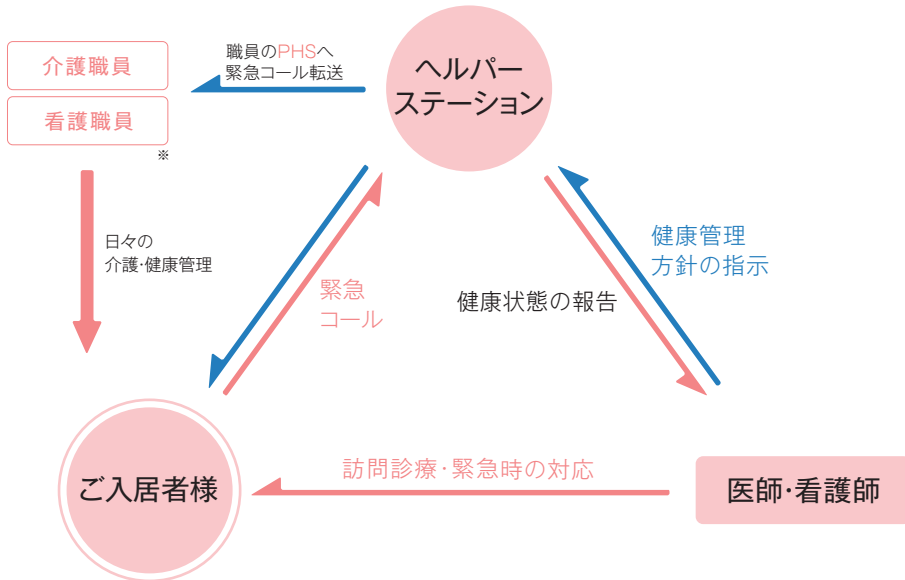 介護職員
看護職員
※
職員のPHSへ
緊急コール転送
ヘルパー
ステーション
日々の
介護・健康管理
緊急
コール
健康状態の報告
健康管理
方針の指示
ご入居者様
訪問診療・緊急時の対応
医師・看護師